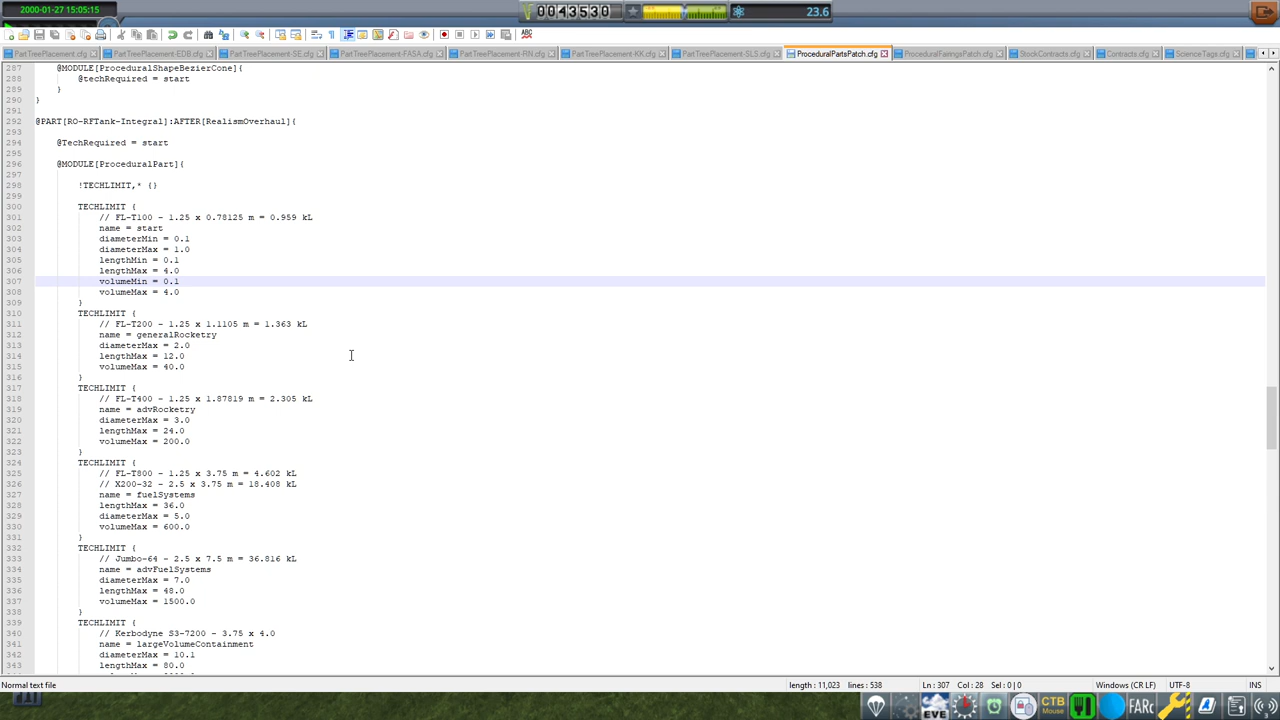 2000-01-27 15:05:15
0043530
23.6
PartTreePlacement.cfg PartTreePlacement-EDB.cfg PartTreePlacement-SE.cfg PartTreePlacement-FASA.cfg PartTreePlacement-RN.cfg PartTreePlacement-KK.cfg PartTreePlacement-SLS.cfg ProceduralPartsPatch.cfg ProceduralFairingsPatch.cfg StockContracts.cfg Contracts.cfg ScienceTags.cfg
287 @MODULE[ProceduralShapeBezierCone]{
288 @techRequired = start
289 }
290 }
291
292 @PART[RO-RFTank-Integral]:AFTER[RealismOverhaul]{
293
294 @TechRequired = start
295
296 @MODULE[ProceduralPart]{
297
298 !TECHLIMIT,* {}
299
300 TECHLIMIT {
301 // FL-T100 - 1.25 x 0.78125 m = 0.959 kL
302 name = start
303 diameterMin = 0.1
304 diameterMax = 1.0
305 lengthMin = 0.1
306 lengthMax = 4.0
307 volumeMin = 0.1
308 volumeMax = 4.0
309 }
310 TECHLIMIT {
311 // FL-T200 - 1.25 x 1.1105 m = 1.363 kL
312 name = generalRocketry
313 diameterMax = 2.0
314 lengthMax = 12.0
315 volumeMax = 40.0
316 }
317 TECHLIMIT {
318 // FL-T400 - 1.25 x 1.87819 m = 2.305 kL
319 name = advRocketry
320 diameterMax = 3.0
321 lengthMax = 24.0
322 volumeMax = 200.0
323 }
324 TECHLIMIT {
325 // FL-T800 - 1.25 x 3.75 m = 4.602 kL
326 // X200-32 - 2.5 x 3.75 m = 18.408 kL
327 name = fuelSystems
328 lengthMax = 36.0
329 diameterMax = 5.0
330 volumeMax = 600.0
331 }
332 TECHLIMIT {
333 // Jumbo-64 - 2.5 x 7.5 m = 36.816 kL
334 name = advFuelSystems
335 diameterMax = 7.0
336 lengthMax = 48.0
337 volumeMax = 1500.0
338 }
339 TECHLIMIT {
340 // Kerbodyne S3-7200 - 3.75 x 4.0
341 name = largeVolumeContainment
342 diameterMax = 10.1
343 lengthMax = 80.0
Normal text file length : 11,023 lines : 538 Ln : 307 Col : 28 Sel : 0 | 0 Windows (CR LF) UTF-8 INS
EVE CTB Mouse FARc